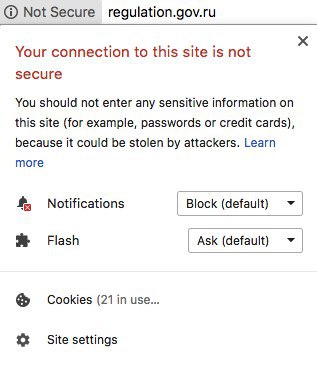 Not Secure regulation.gov.ru
Your connection to this site is not
secure
You should not enter any sensitive information on
this site (for example, passwords or credit cards),
because it could be stolen by attackers. Learn
more
Notifications Block (default)
Flash Ask (default)
Cookies (21 in use...
Site settings